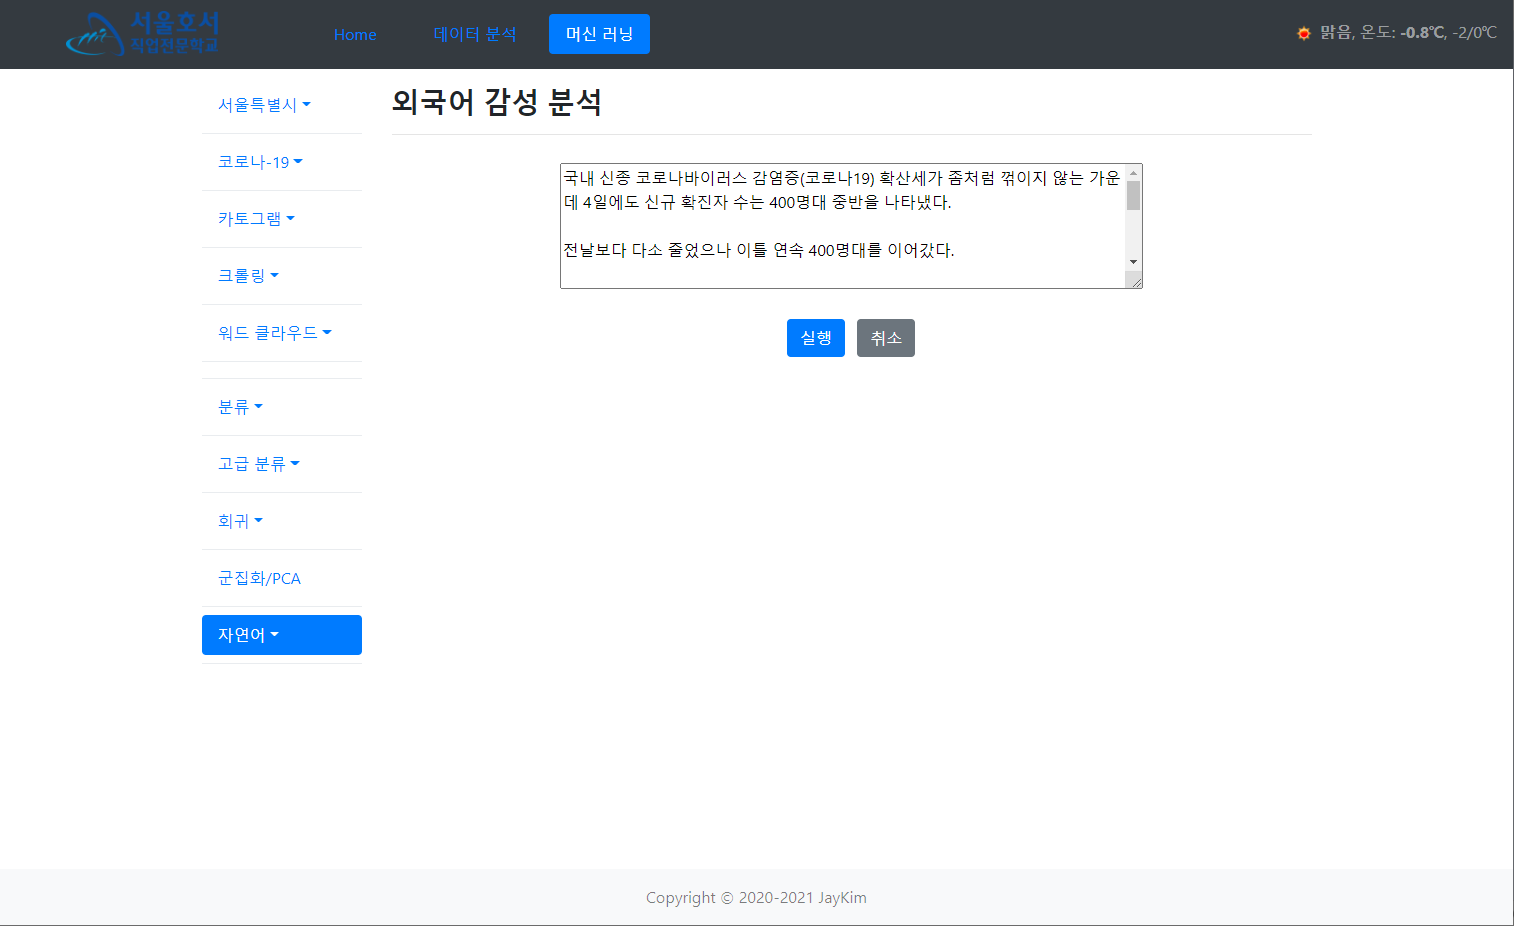 서울호서
직업전문학교
Home
데이터 분석
머신 러닝
맑음, 온도: -0.8℃, -2/0℃
서울특별시
코로나-19
카토그램
크롤링
워드 클라우드
분류
고급 분류
회귀
군집화/PCA
자연어
외국어 감성 분석
국내 신종 코로나바이러스 감염증(코로나19) 확산세가 좀처럼 꺾이지 않는 가운
데 4일에도 신규 확진자 수는 400명대 중반을 나타냈다.
전날보다 다소 줄었으나 이틀 연속 400명대를 이어갔다.
실행
취소
Copyright © 2020-2021 JayKim